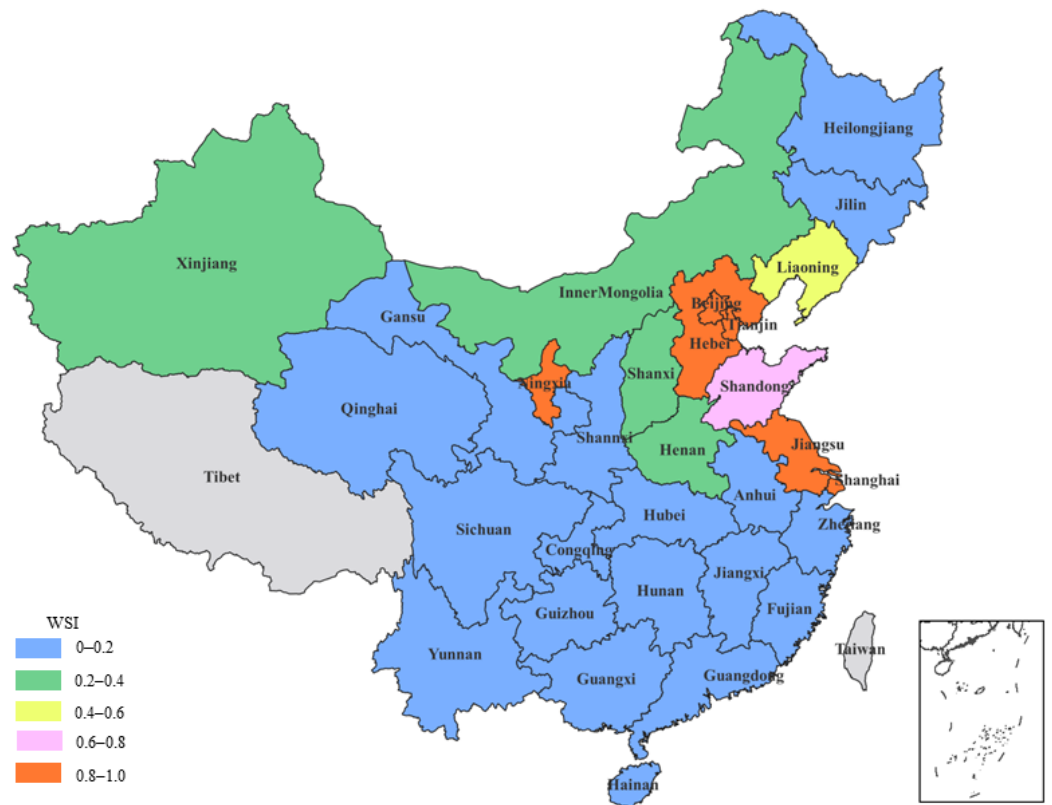 Heilongjiang
Jilin
Xinjiang
Liaoning
InnerMongolia
Beijing
Gansu
Tianjin
Hebei
Shanxi
Ningxia
Shandong
Qinghai
Shannxi
Jiangsu
Henan
Tibet
Shanghai
Anhui
Hubei
Zhejiang
Sichuan
Congqing
Jiangxi
Hunan
Guizhou
Fujian
Yunnan
Taiwan
Guangxi
Guangdong
Hainan
WSI
0–0.2
0.2–0.4
0.4–0.6
0.6–0.8
0.8–1.0